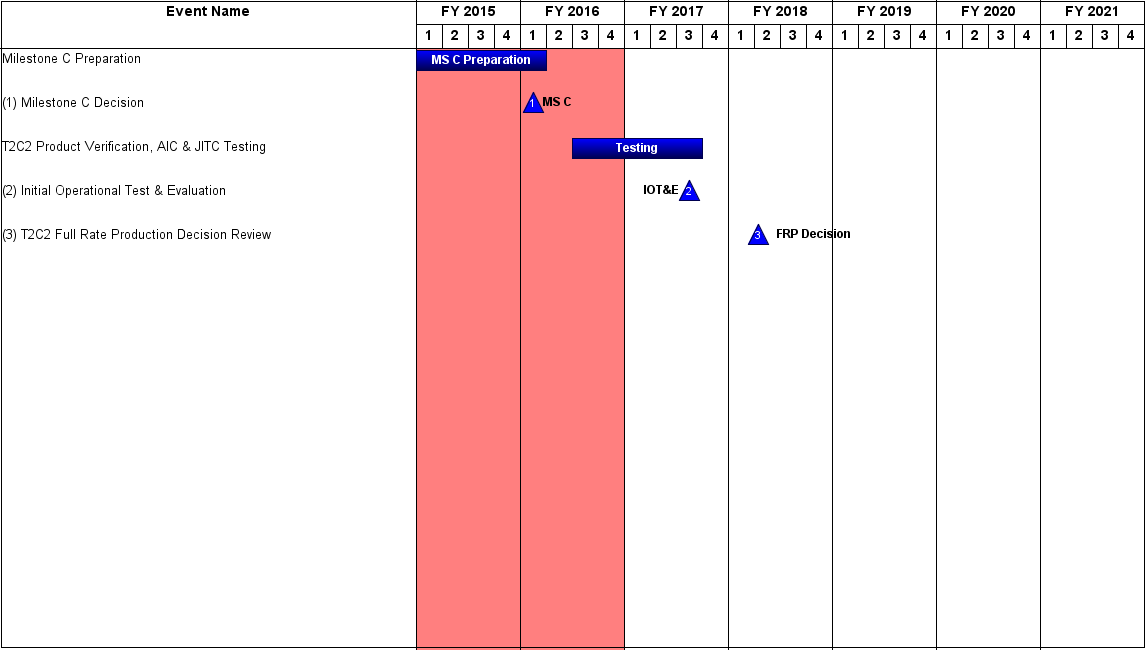 Event Name FY 2015 FY 2016 FY 2017 FY 2018 FY 2019 FY 2020 FY 2021
1 2 3 4 1 2 3 4 1 2 3 4 1 2 3 4 1 2 3 4 1 2 3 4 1 2 3 4
Milestone C Preparation MS C Preparation
(1) Milestone C Decision 1 MS C
T2C2 Product Verification, AIC & JITC Testing Testing
(2) Initial Operational Test & Evaluation IOT&E 2
(3) T2C2 Full Rate Production Decision Review 3 FRP Decision